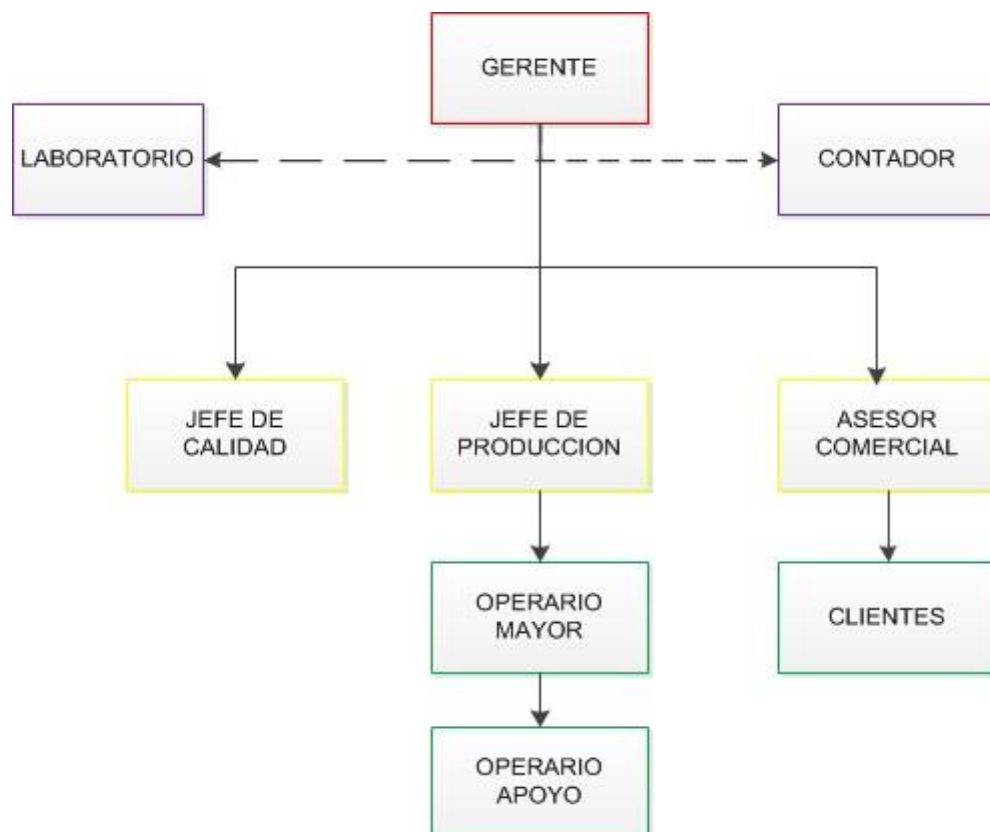 GERENTE
LABORATORIO
CONTADOR
JEFE DE
CALIDAD
JEFE DE
PRODUCCION
ASESOR
COMERCIAL
OPERARIO
MAYOR
CLIENTES
OPERARIO
APOYO